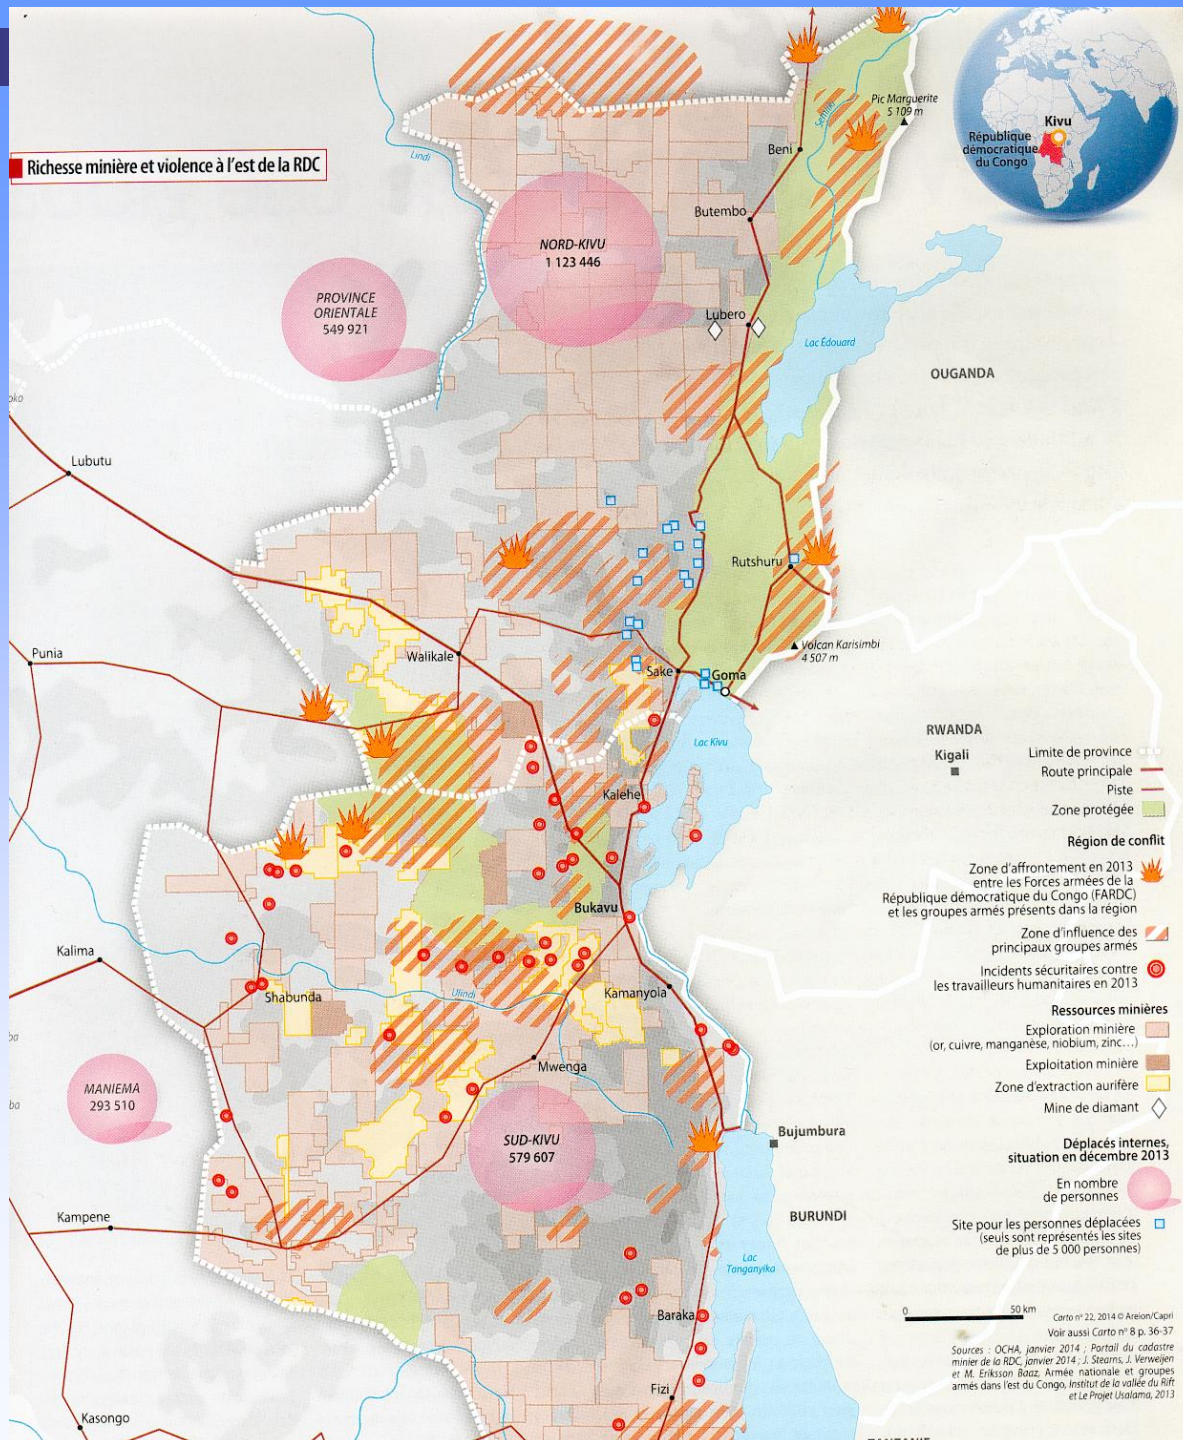 Richesse minière et violence à l'est de la RDC
Kivu
République
démocratique
du Congo
Pic Marguerite
5 109 m
Semliki
Lindi
Beni
Butembo
NORD-KIVU
1 123 446
PROVINCE
ORIENTALE
549 921
Lubero
Lac Édouard
OUGANDA
oko
Lubutu
Rutshuru
Punia
Walikale
Volcan Karisimbi
4 507 m
Sake
Goma
Lac Kivu
RWANDA
Kigali
Kalehe
Bukavu
Kalima
Shabunda
Ulindi
Kamanyola
Mwenga
MANIEMA
293 510
ba
SUD-KIVU
579 607
Bujumbura
Kampene
BURUNDI
Lac
Tanganyika
Baraka
Fizi
Kasongo
Limite de province
Route principale
Piste
Zone protégée
Région de conflit
Zone d'affrontement en 2013
entre les Forces armées de la
République démocratique du Congo (FARDC)
et les groupes armés présents dans la région
Zone d'influence des
principaux groupes armés
Incidents sécuritaires contre
les travailleurs humanitaires en 2013
Ressources minières
Exploration minière
(or, cuivre, manganèse, niobium, zinc…)
Exploitation minière
Zone d'extraction aurifère
Mine de diamant
Déplacés internes,
situation en décembre 2013
En nombre
de personnes
Site pour les personnes déplacées
(seuls sont représentés les sites
de plus de 5 000 personnes)
0 50 km
Carto n° 22, 2014 © Areion/Capri
Voir aussi Carto n° 8 p. 36-37
Sources : OCHA, janvier 2014 ; Portail du cadastre
minier de la RDC, janvier 2014 ; J. Stearns, J. Verweijen
et M. Eriksson Baaz, Armée nationale et groupes
armés dans l'est du Congo, Institut de la vallée du Rift
et Le Projet Usalama, 2013